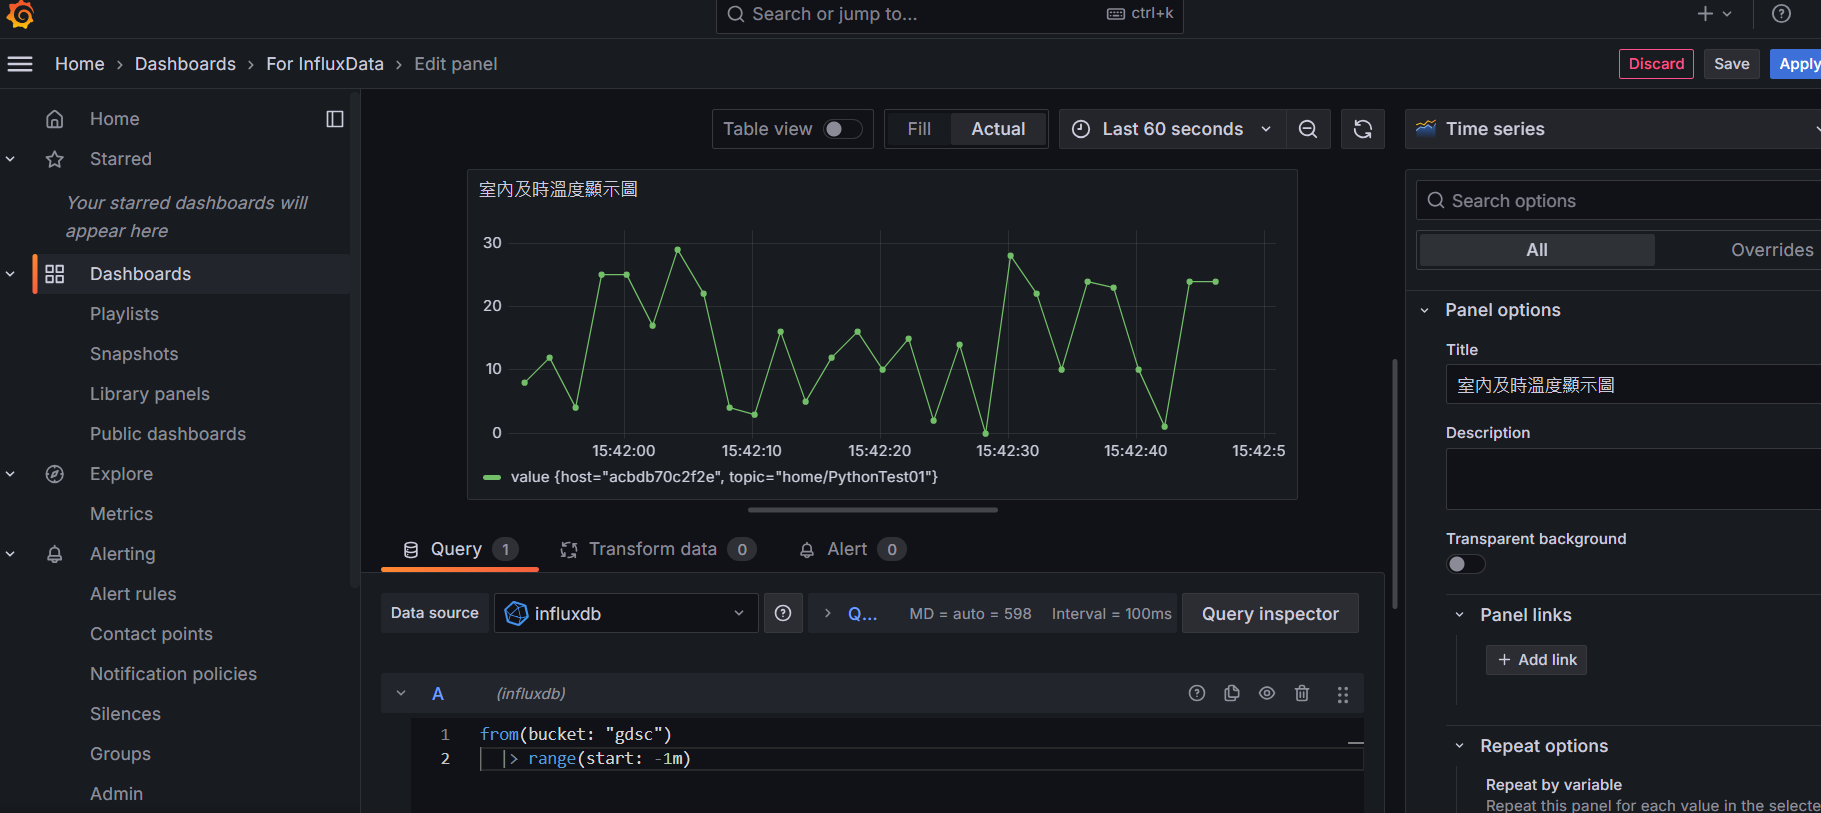 Search or jump to... ctrl+k
Home › Dashboards › For InfluxData › Edit panel
Discard Save Apply
Home
Starred
Your starred dashboards will
appear here
Dashboards
Playlists
Snapshots
Library panels
Public dashboards
Explore
Metrics
Alerting
Alert rules
Contact points
Notification policies
Silences
Groups
Admin
Table view Fill Actual Last 60 seconds
室內及時溫度顯示圖
30
20
10
0
15:42:00 15:42:10 15:42:20 15:42:30 15:42:40 15:42:5
value {host="acbdb70c2f2e", topic="home/PythonTest01"}
Query 1 Transform data 0 Alert 0
Data source influxdb Q... MD = auto = 598 Interval = 100ms Query inspector
A (influxdb)
1 from(bucket: "gdsc")
2 |> range(start: -1m)
Time series
Search options
All Overrides
Panel options
Title
室內及時溫度顯示圖
Description
Transparent background
Panel links
+ Add link
Repeat options
Repeat by variable
Repeat this panel for each value in the selecte